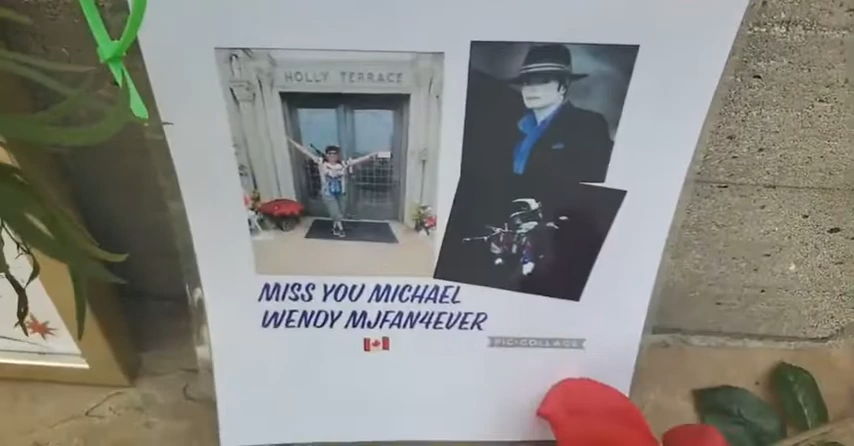 HOLLY TERRACE
MISS YOU MICHAEL
WENDY MJFAN4EVER
PIC•COLLAGE